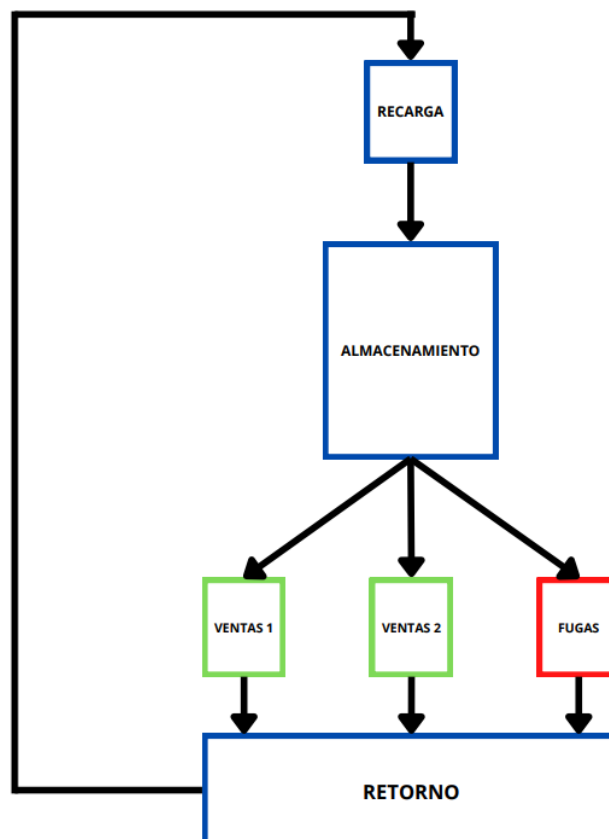 RECARGA
ALMACENAMIENTO
VENTAS 1
VENTAS 2
FUGAS
RETORNO